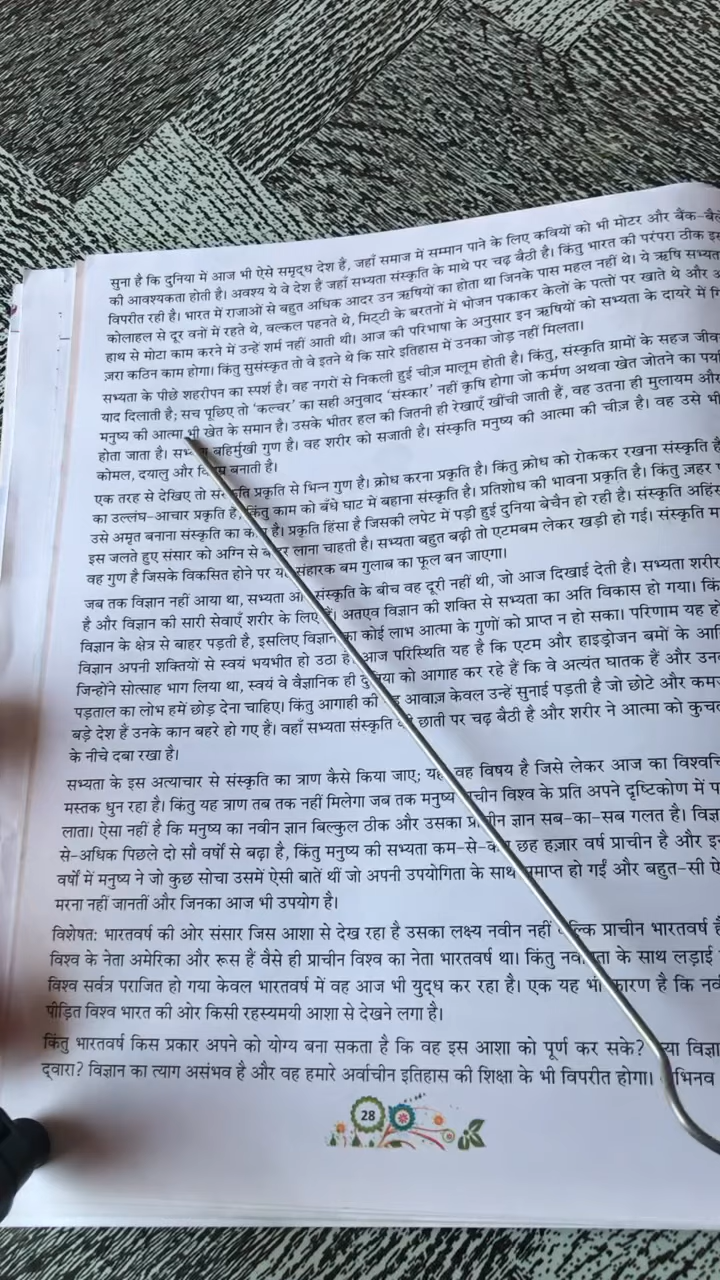 सुना है कि दुनिया में आज भी ऐसे समृद्ध देश हैं, जहाँ समाज में सम्मान पाने के लिए कवियों को भी मोटर और बैंक-बै
की आवश्यकता होती है। अवश्य ये वे देश हैं जहाँ सभ्यता संस्कृति के माथे पर चढ़ बैठी है। किंतु भारत की परंपरा ठीक इस
विपरीत रही है। भारत में राजाओं से बहुत अधिक आदर उन ऋषियों का होता था जिनके पास महल नहीं थे। ये ऋषि सभ्यत
कोलाहल से दूर वनों में रहते थे, वल्कल पहनते थे, मिट्टी के बरतनों में भोजन पकाकर केलों के पत्तों पर खाते थे और अ
हाथ से मोटा काम करने में उन्हें शर्म नहीं आती थी। आज की परिभाषा के अनुसार इन ऋषियों को सभ्यता के दायरे में
ज़रा कठिन काम होगा। किंतु सुसंस्कृत तो वे इतने थे कि सारे इतिहास में उनका जोड़ नहीं मिलता।
सभ्यता के पीछे शहरीपन का स्पर्श है। वह नगरों से निकली हुई चीज़ मालूम होती है। किंतु, संस्कृति ग्रामों के सहज जीव
याद दिलाती है; सच पूछिए तो 'कल्चर' का सही अनुवाद 'संस्कार' नहीं कृषि होगा जो कर्मण अथवा खेत जोतने का पर्या
मनुष्य की आत्मा भी खेत के समान है। उसके भीतर हल की जितनी ही रेखाएँ खींची जाती हैं, वह उतना ही मुलायम और
होता जाता है। बहिर्मुखी गुण है। वह शरीर को सजाती है। संस्कृति मनुष्य की आत्मा की चीज़ है। वह उसे भी
कोमल, दयालु और बनाती है।
एक तरह से देखिए तो प्रकृति से भिन्न गुण है। क्रोध करना प्रकृति है। किंतु क्रोध को रोककर रखना संस्कृति है
का उल्लंघ-आचार प्रकृति है, किंतु काम को बँधे घाट में बहाना संस्कृति है। प्रतिशोध की भावना प्रकृति है। किंतु ज़हर
उसे अमृत बनाना संस्कृति का है। प्रकृति हिंसा है जिसकी लपेट में पड़ी हुई दुनिया बेचैन हो रही है। संस्कृति अहिं
इस जलते हुए संसार को अग्नि से लाना चाहती है। सभ्यता बहुत बढ़ी तो एटमबम लेकर खड़ी हो गई। संस्कृति म
वह गुण है जिसके विकसित होने पर संहारक बम गुलाब का फूल बन जाएगा।
जब तक विज्ञान नहीं आया था, सभ्यता संस्कृति के बीच वह दूरी नहीं थी, जो आज दिखाई देती है। सभ्यता शरीर
है और विज्ञान की सारी सेवाएँ शरीर के लिए हैं। अतएव विज्ञान की शक्ति से सभ्यता का अति विकास हो गया। किं
विज्ञान के क्षेत्र से बाहर पड़ती है, इसलिए विज्ञान का कोई लाभ आत्मा के गुणों को प्राप्त न हो सका। परिणाम यह हो
विज्ञान अपनी शक्तियों से स्वयं भयभीत हो उठा है आज परिस्थिति यह है कि एटम और हाइड्रोजन बमों के आ
जिन्होंने सोत्साह भाग लिया था, स्वयं वे वैज्ञानिक ही को आगाह कर रहे हैं कि वे अत्यंत घातक हैं और उन
पड़ताल का लोभ हमें छोड़ देना चाहिए। किंतु आगाही की आवाज़ केवल उन्हें सुनाई पड़ती है जो छोटे और कम
बड़े देश हैं उनके कान बहरे हो गए हैं। वहाँ सभ्यता संस्कृति की छाती पर चढ़ बैठी है और शरीर ने आत्मा को कुच
के नीचे दबा रखा है।
सभ्यता के इस अत्याचार से संस्कृति का त्राण कैसे किया जाए; यह वह विषय है जिसे लेकर आज का विश्वचि
मस्तक धुन रहा है। किंतु यह त्राण तब तक नहीं मिलेगा जब तक मनुष्य विश्व के प्रति अपने दृष्टिकोण में प
लाता। ऐसा नहीं है कि मनुष्य का नवीन ज्ञान बिल्कुल ठीक और उसका ज्ञान सब-का-सब गलत है। विज्ञ
से-अधिक पिछले दो सौ वर्षों से बढ़ा है, किंतु मनुष्य की सभ्यता कम-से- छह हज़ार वर्ष प्राचीन है और इ
वर्षों में मनुष्य ने जो कुछ सोचा उसमें ऐसी बातें थीं जो अपनी उपयोगिता के साथ समाप्त हो गईं और बहुत-सी ऐ
मरना नहीं जानतीं और जिनका आज भी उपयोग है।
विशेषत: भारतवर्ष की ओर संसार जिस आशा से देख रहा है उसका लक्ष्य नवीन नहीं बल्कि प्राचीन भारतवर्ष है
विश्व के नेता अमेरिका और रूस हैं वैसे ही प्राचीन विश्व का नेता भारतवर्ष था। किंतु के साथ लड़ाई
विश्व सर्वत्र पराजित हो गया केवल भारतवर्ष में वह आज भी युद्ध कर रहा है। एक यह भी कारण है कि नव
पीड़ित विश्व भारत की ओर किसी रहस्यमयी आशा से देखने लगा है।
किंतु भारतवर्ष किस प्रकार अपने को योग्य बना सकता है कि वह इस आशा को पूर्ण कर सके? क्या विज्ञा
द्वारा? विज्ञान का त्याग असंभव है और वह हमारे अर्वाचीन इतिहास की शिक्षा के भी विपरीत होगा। भिनव
28